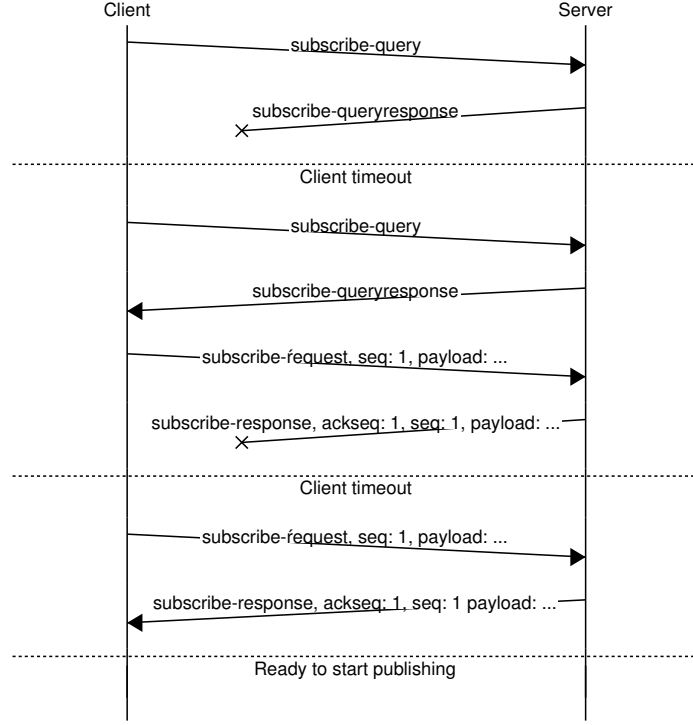 Client Server
subscribe-query
subscribe-queryresponse
Client timeout
subscribe-query
subscribe-queryresponse
subscribe-request, seq: 1, payload: ...
subscribe-response, ackseq: 1, seq: 1, payload: ...
Client timeout
subscribe-request, seq: 1, payload: ...
subscribe-response, ackseq: 1, seq: 1 payload: ...
Ready to start publishing